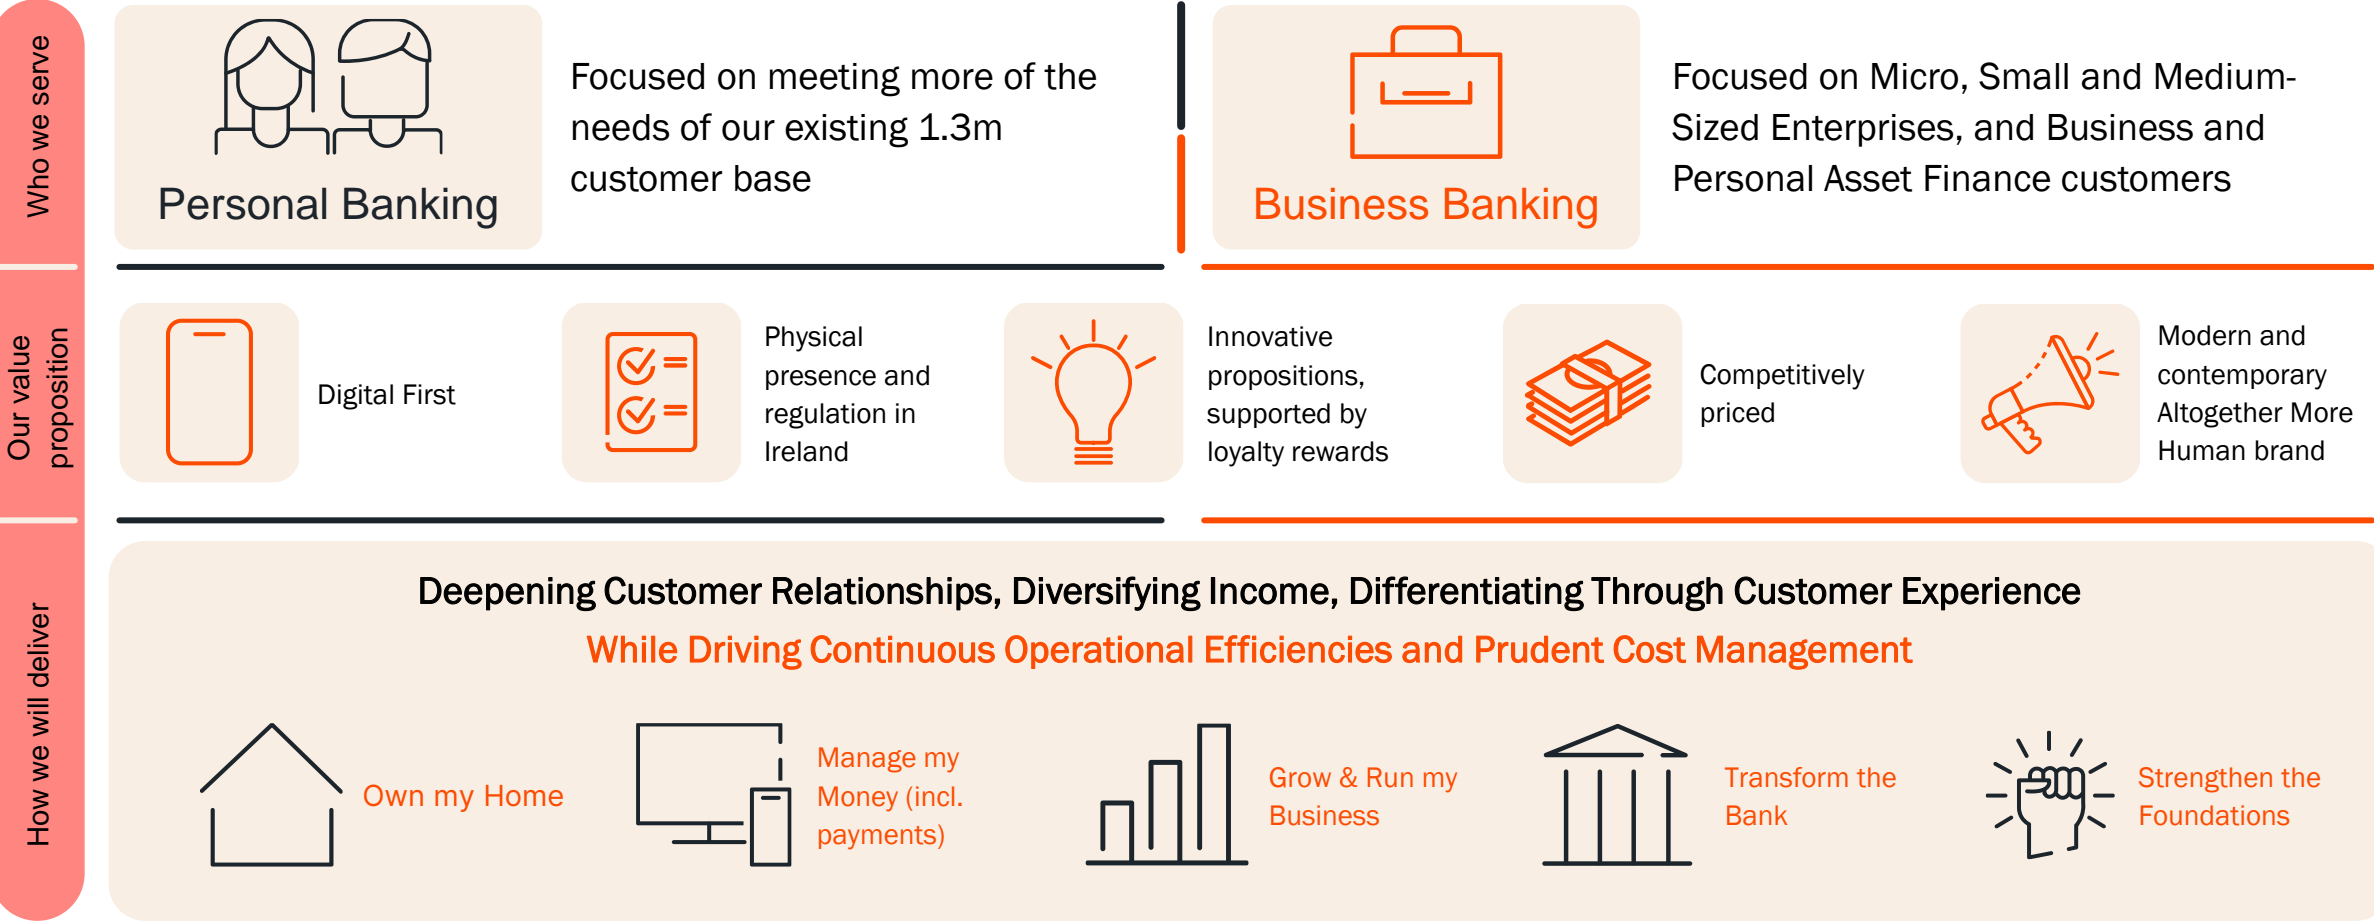 Who we serve
Personal Banking
Focused on meeting more of the
needs of our existing 1.3m
customer base
Business Banking
Focused on Micro, Small and Medium-
Sized Enterprises, and Business and
Personal Asset Finance customers
Our value
proposition
Digital First
Physical
presence and
regulation in
Ireland
Innovative
propositions,
supported by
loyalty rewards
Competitively
priced
Modern and
contemporary
Altogether More
Human brand
How we will deliver
Deepening Customer Relationships, Diversifying Income, Differentiating Through Customer Experience
While Driving Continuous Operational Efficiencies and Prudent Cost Management
Own my Home
Manage my
Money (incl.
payments)
Grow & Run my
Business
Transform the
Bank
Strengthen the
Foundations